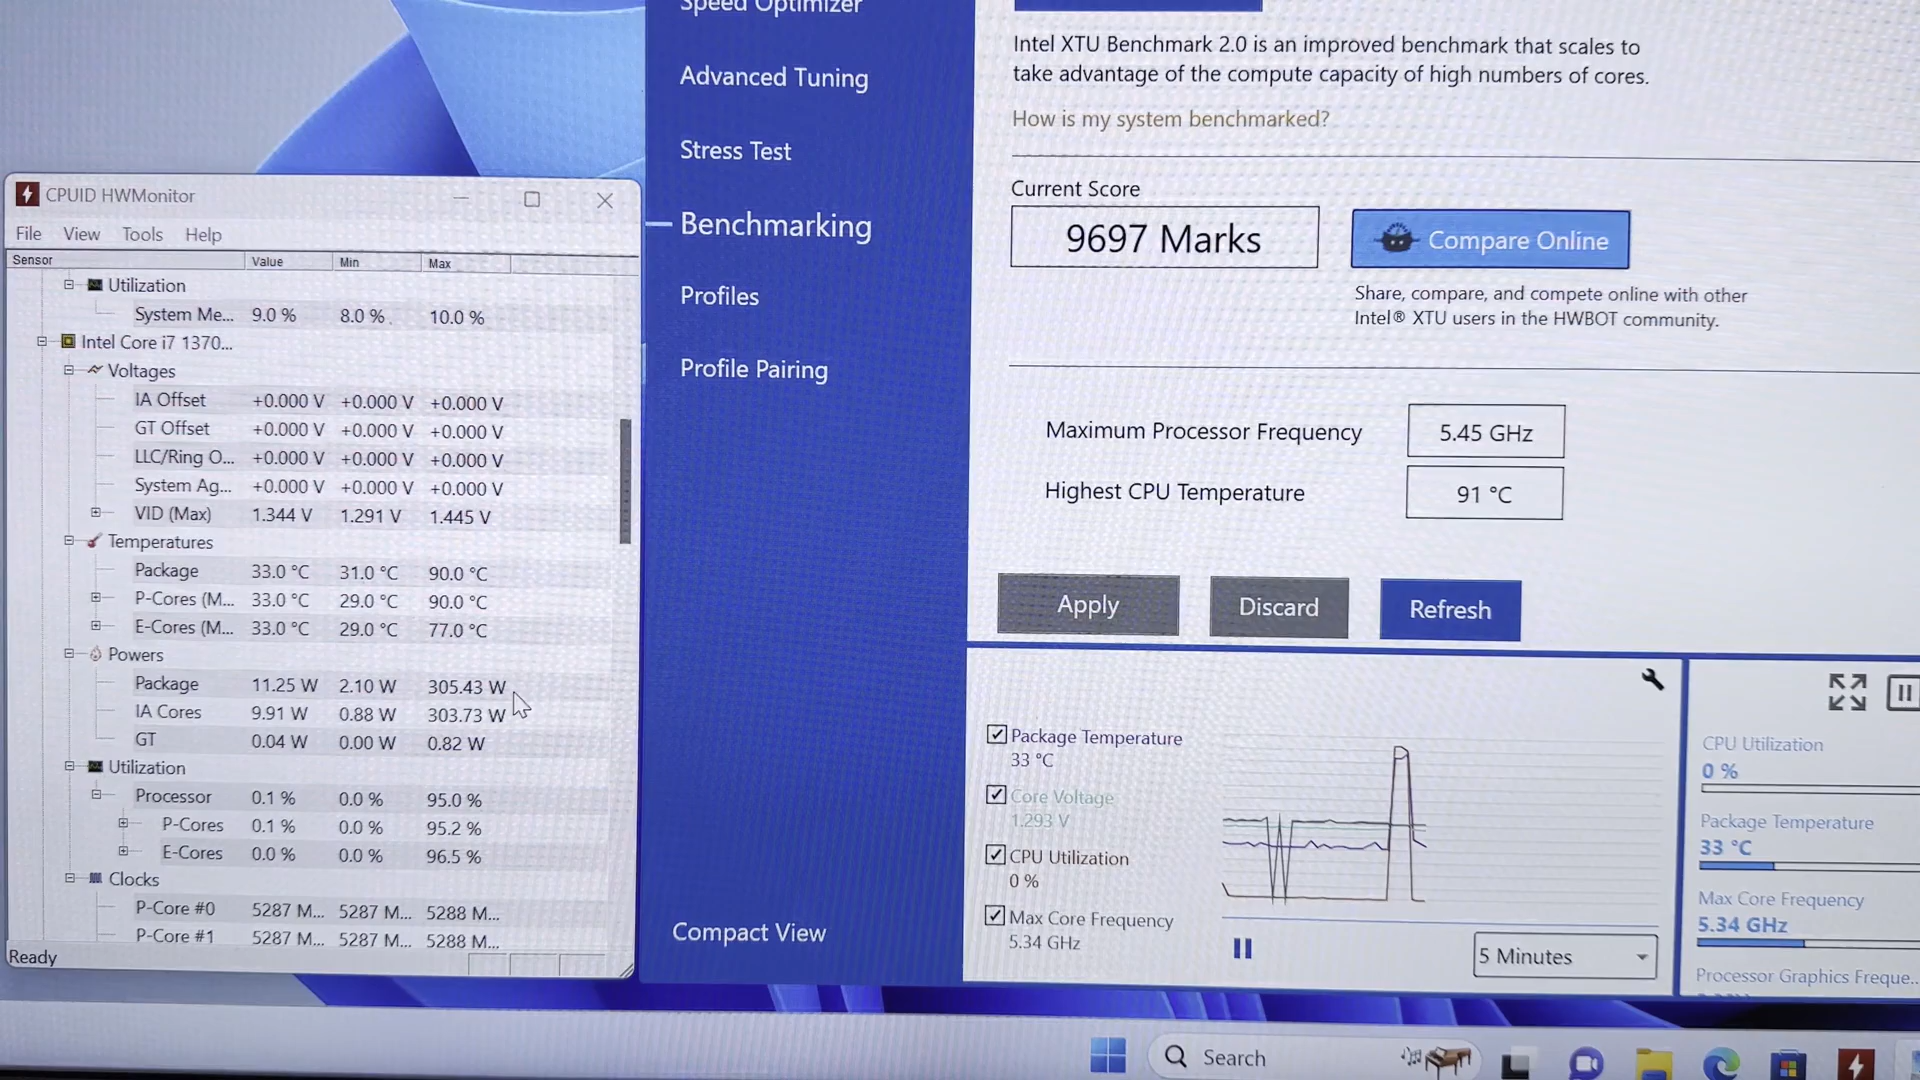 CPUID HWMonitor
File View Tools Help
Sensor Value Min Max
Utilization
System Me... 9.0 % 8.0 % 10.0 %
Intel Core i7 1370...
Voltages
IA Offset +0.000 V +0.000 V +0.000 V
GT Offset +0.000 V +0.000 V +0.000 V
LLC/Ring O... +0.000 V +0.000 V +0.000 V
System Ag... +0.000 V +0.000 V +0.000 V
VID (Max) 1.344 V 1.291 V 1.445 V
Temperatures
Package 33.0 °C 31.0 °C 90.0 °C
P-Cores (M... 33.0 °C 29.0 °C 90.0 °C
E-Cores (M... 33.0 °C 29.0 °C 77.0 °C
Powers
Package 11.25 W 2.10 W 305.43 W
IA Cores 9.91 W 0.88 W 303.73 W
GT 0.04 W 0.00 W 0.82 W
Utilization
Processor 0.1 % 0.0 % 95.0 %
P-Cores 0.1 % 0.0 % 95.2 %
E-Cores 0.0 % 0.0 % 96.5 %
Clocks
P-Core #0 5287 M... 5287 M... 5288 M...
P-Core #1 5287 M... 5287 M... 5288 M...
Ready
Speed Optimizer
Advanced Tuning
Stress Test
Benchmarking
Profiles
Profile Pairing
Compact View
Intel XTU Benchmark 2.0 is an improved benchmark that scales to
take advantage of the compute capacity of high numbers of cores.
How is my system benchmarked?
Current Score
9697 Marks
Compare Online
Share, compare, and compete online with other
Intel® XTU users in the HWBOT community.
Maximum Processor Frequency 5.45 GHz
Highest CPU Temperature 91 °C
Apply Discard Refresh
Package Temperature
33 °C
Core Voltage
1.293 V
CPU Utilization
0 %
Max Core Frequency
5.34 GHz
5 Minutes
CPU Utilization
0 %
Package Temperature
33 °C
Max Core Frequency
5.34 GHz
Processor Graphics Freque...
Search